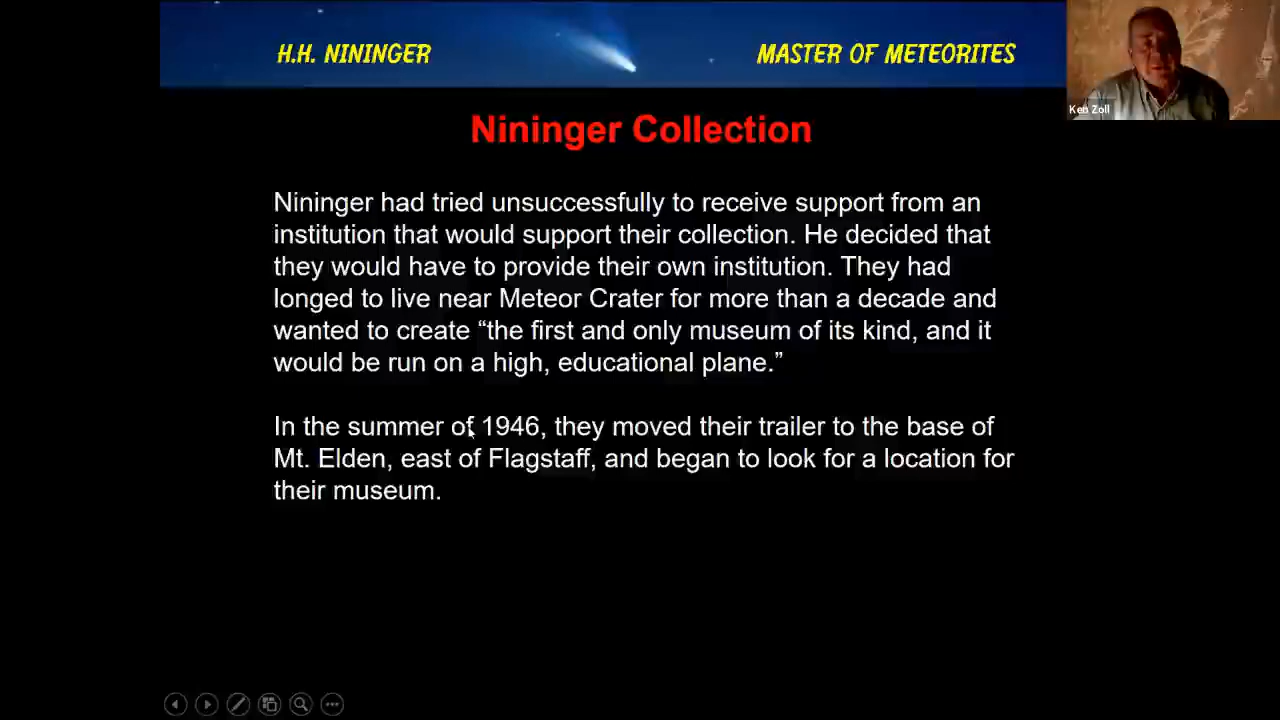 H.H. NININGER
MASTER OF METEORITES
Ken Zoll
Nininger Collection
Nininger had tried unsuccessfully to receive support from an
institution that would support their collection. He decided that
they would have to provide their own institution. They had
longed to live near Meteor Crater for more than a decade and
wanted to create “the first and only museum of its kind, and it
would be run on a high, educational plane.”
In the summer of 1946, they moved their trailer to the base of
Mt. Elden, east of Flagstaff, and began to look for a location for
their museum.